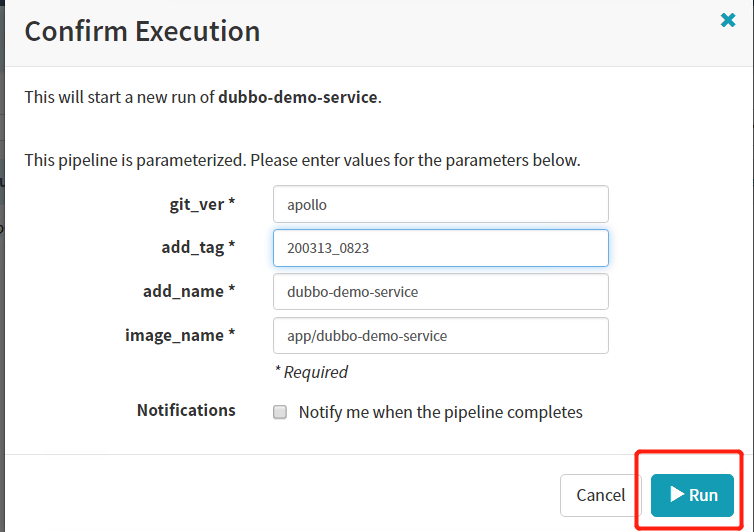 Confirm Execution
This will start a new run of dubbo-demo-service.
This pipeline is parameterized. Please enter values for the parameters below.
git_ver * apollo
add_tag * 200313_0823
add_name * dubbo-demo-service
image_name * app/dubbo-demo-service
* Required
Notifications Notify me when the pipeline completes
Cancel Run